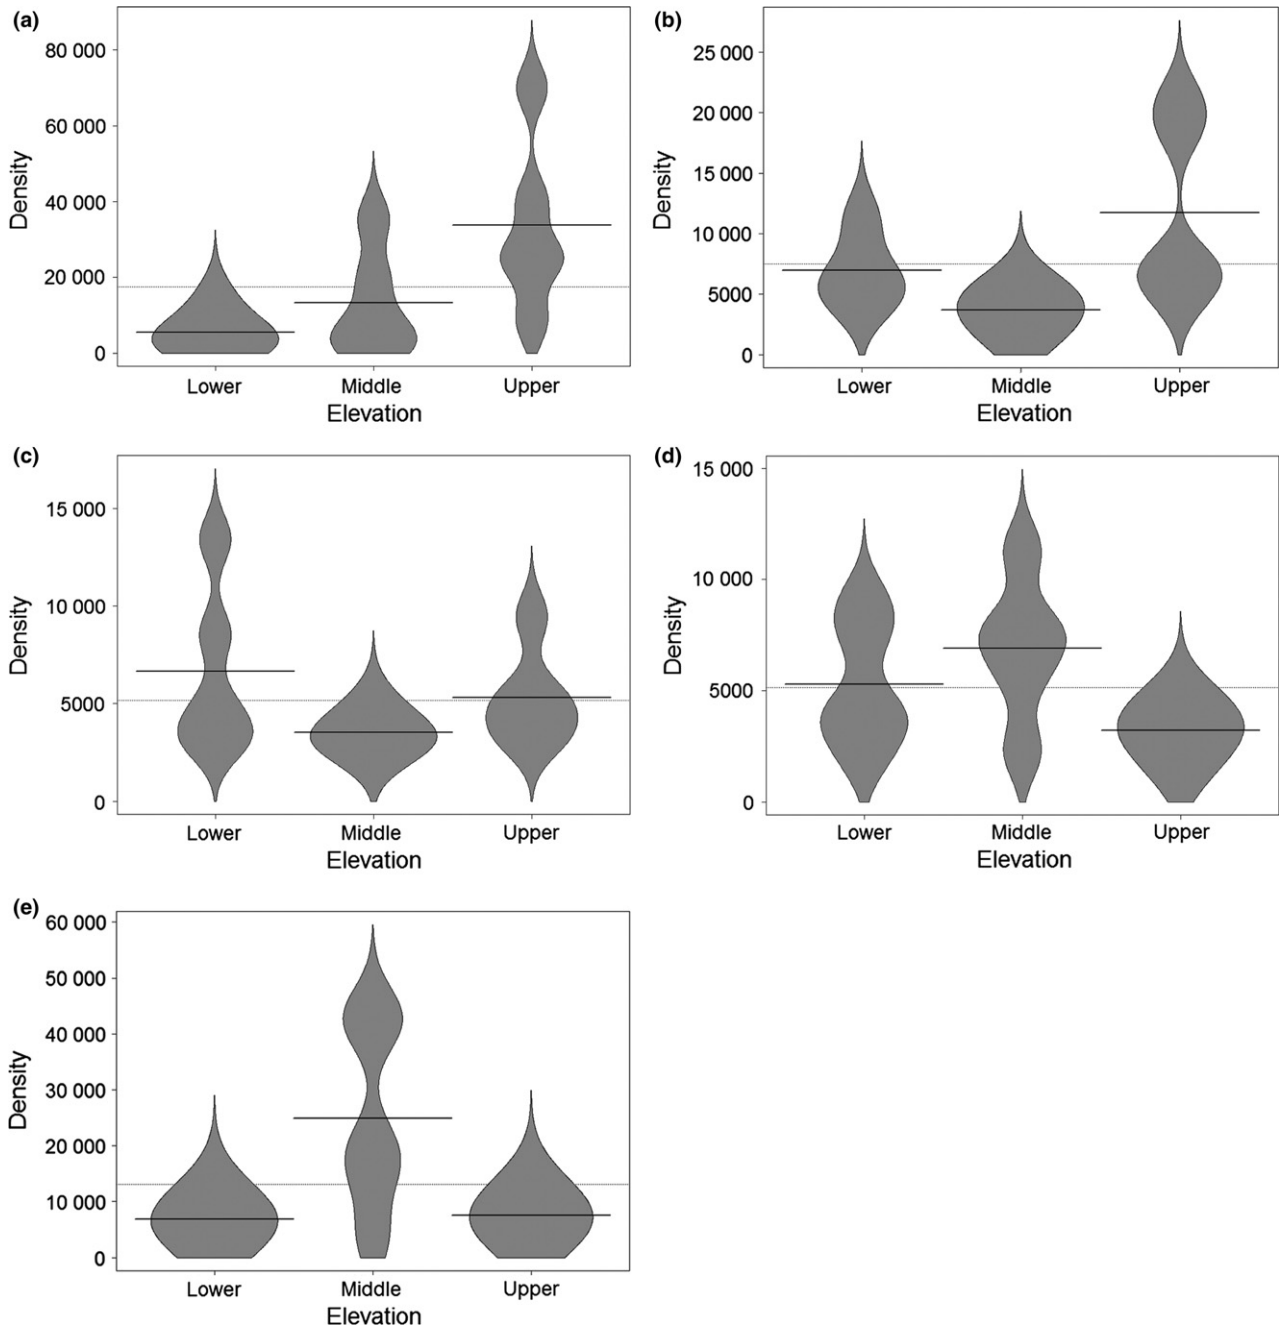 (a)
80 000
60 000
40 000
20 000
0
Density
Lower Middle Upper
Elevation
(b)
25 000
20 000
15 000
10 000
5000
0
Density
Lower Middle Upper
Elevation
(c)
15 000
10 000
5000
0
Density
Lower Middle Upper
Elevation
(d)
15 000
10 000
5000
0
Density
Lower Middle Upper
Elevation
(e)
60 000
50 000
40 000
30 000
20 000
10 000
0
Density
Lower Middle Upper
Elevation